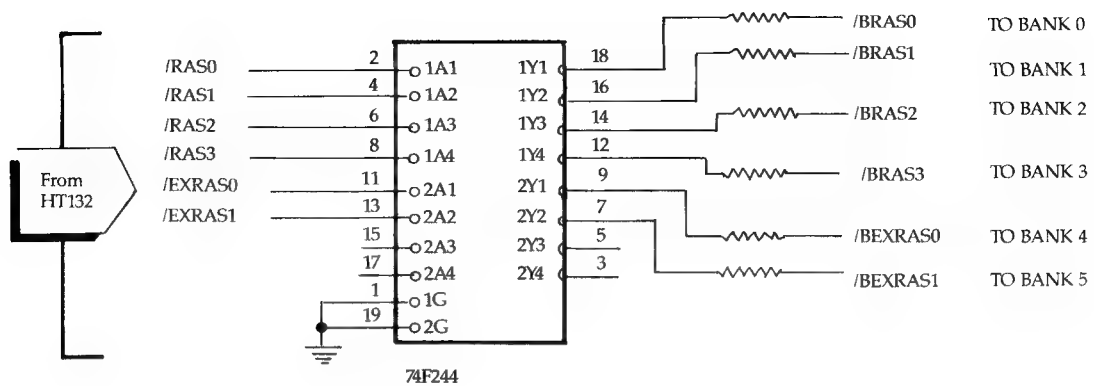 /BRAS0 TO BANK 0
/BRAS1 TO BANK 1
/BRAS2 TO BANK 2
/BRAS3 TO BANK 3
/BEXRAS0 TO BANK 4
/BEXRAS1 TO BANK 5
From
HT132
/RAS0 2 1A1 1Y1 18
/RAS1 4 1A2 1Y2 16
/RAS2 6 1A3 1Y3 14
/RAS3 8 1A4 1Y4 12
/EXRAS0 11 2A1 2Y1 9
/EXRAS1 13 2A2 2Y2 7
15 2A3 2Y3 5
17 2A4 2Y4 3
1 1G
19 2G
74F244